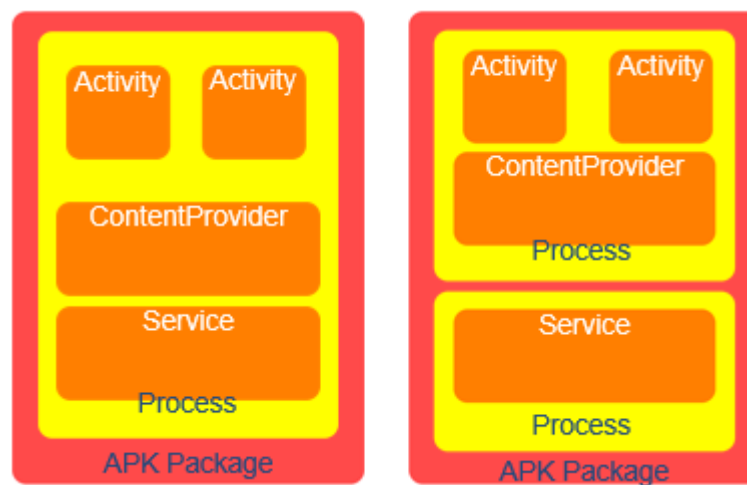 Activity
Activity
ContentProvider
Service
Process
APK Package
Activity
Activity
ContentProvider
Process
Service
Process
APK Package